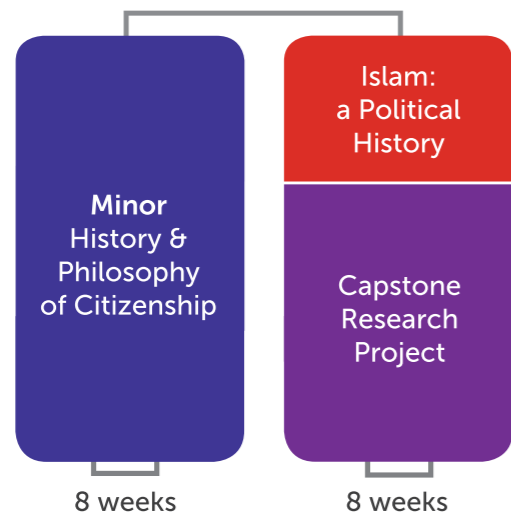 Minor
History &
Philosophy
of Citizenship
Islam:
a Political
History
Capstone
Research
Project
8 weeks
8 weeks